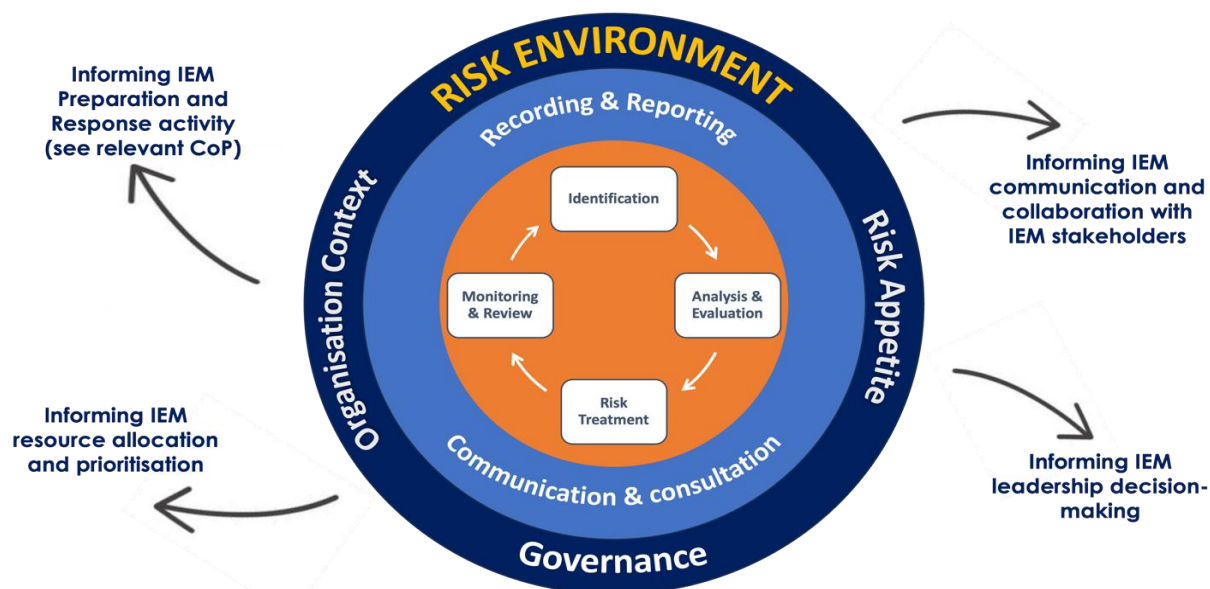 RISK ENVIRONMENT
Recording & Reporting
Informing IEM
Preparation and
Response activity
(see relevant CoP)
Informing IEM
communication and
collaboration with
IEM stakeholders
Organisation Context
Risk Appetite
Identification
Monitoring
& Review
Analysis &
Evaluation
Risk
Treatment
Informing IEM
resource allocation
and prioritisation
Informing IEM
leadership decision-
making
Communication & consultation
Governance